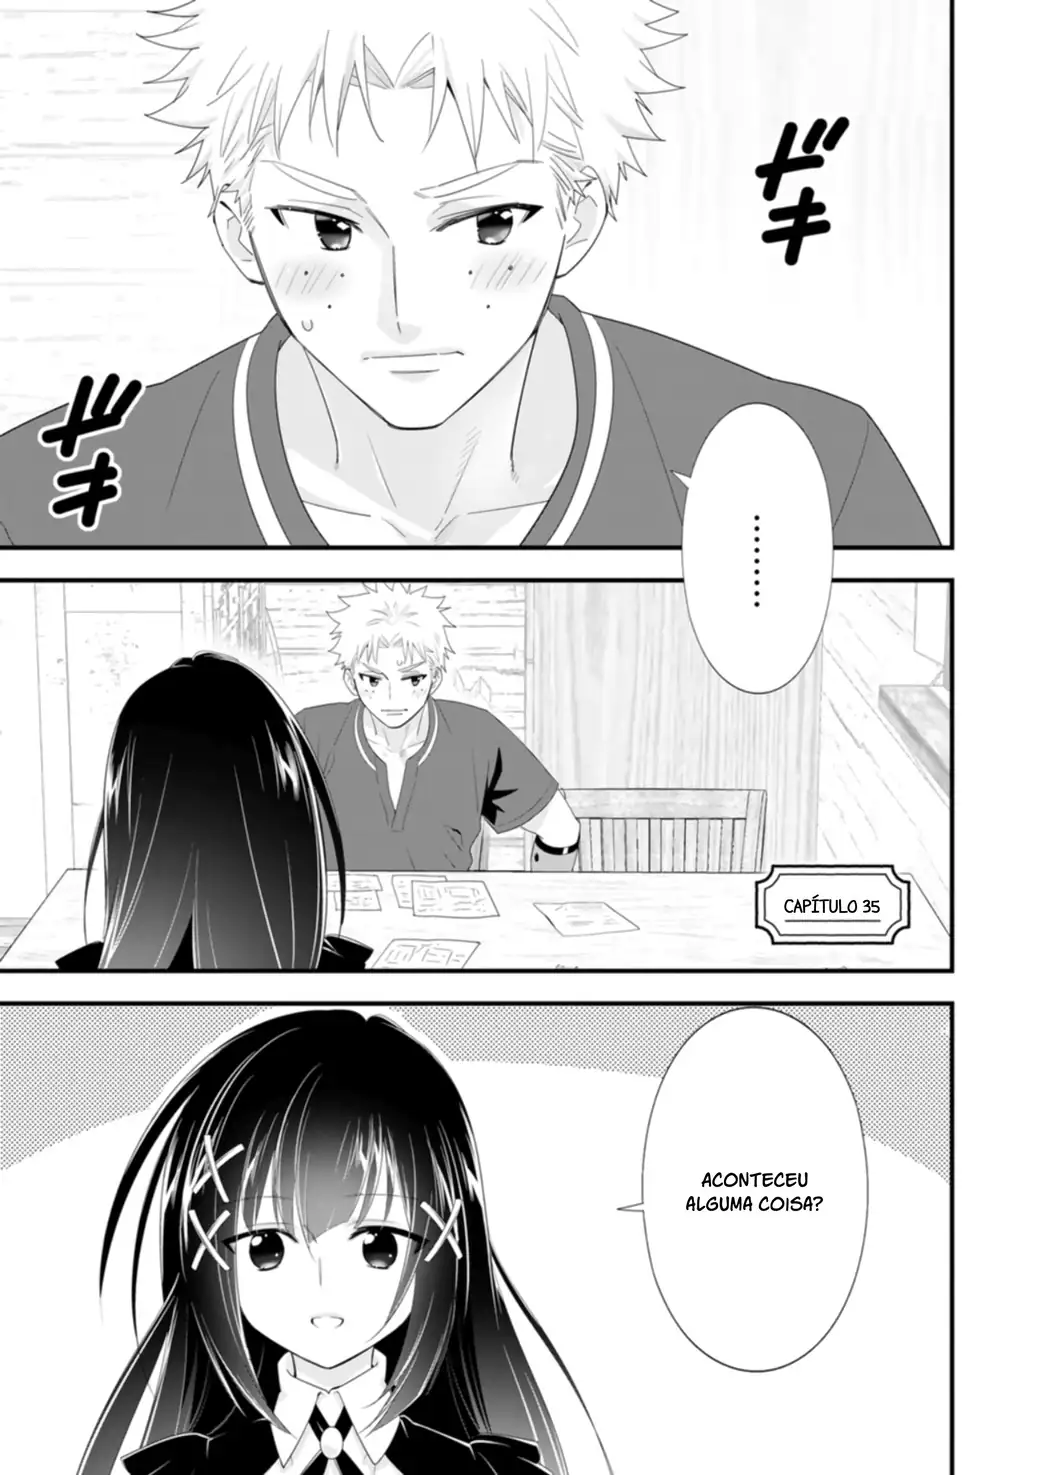 ドキ
ドキ
………
CAPÍTULO 35
ACONTECEU
ALGUMA COISA?